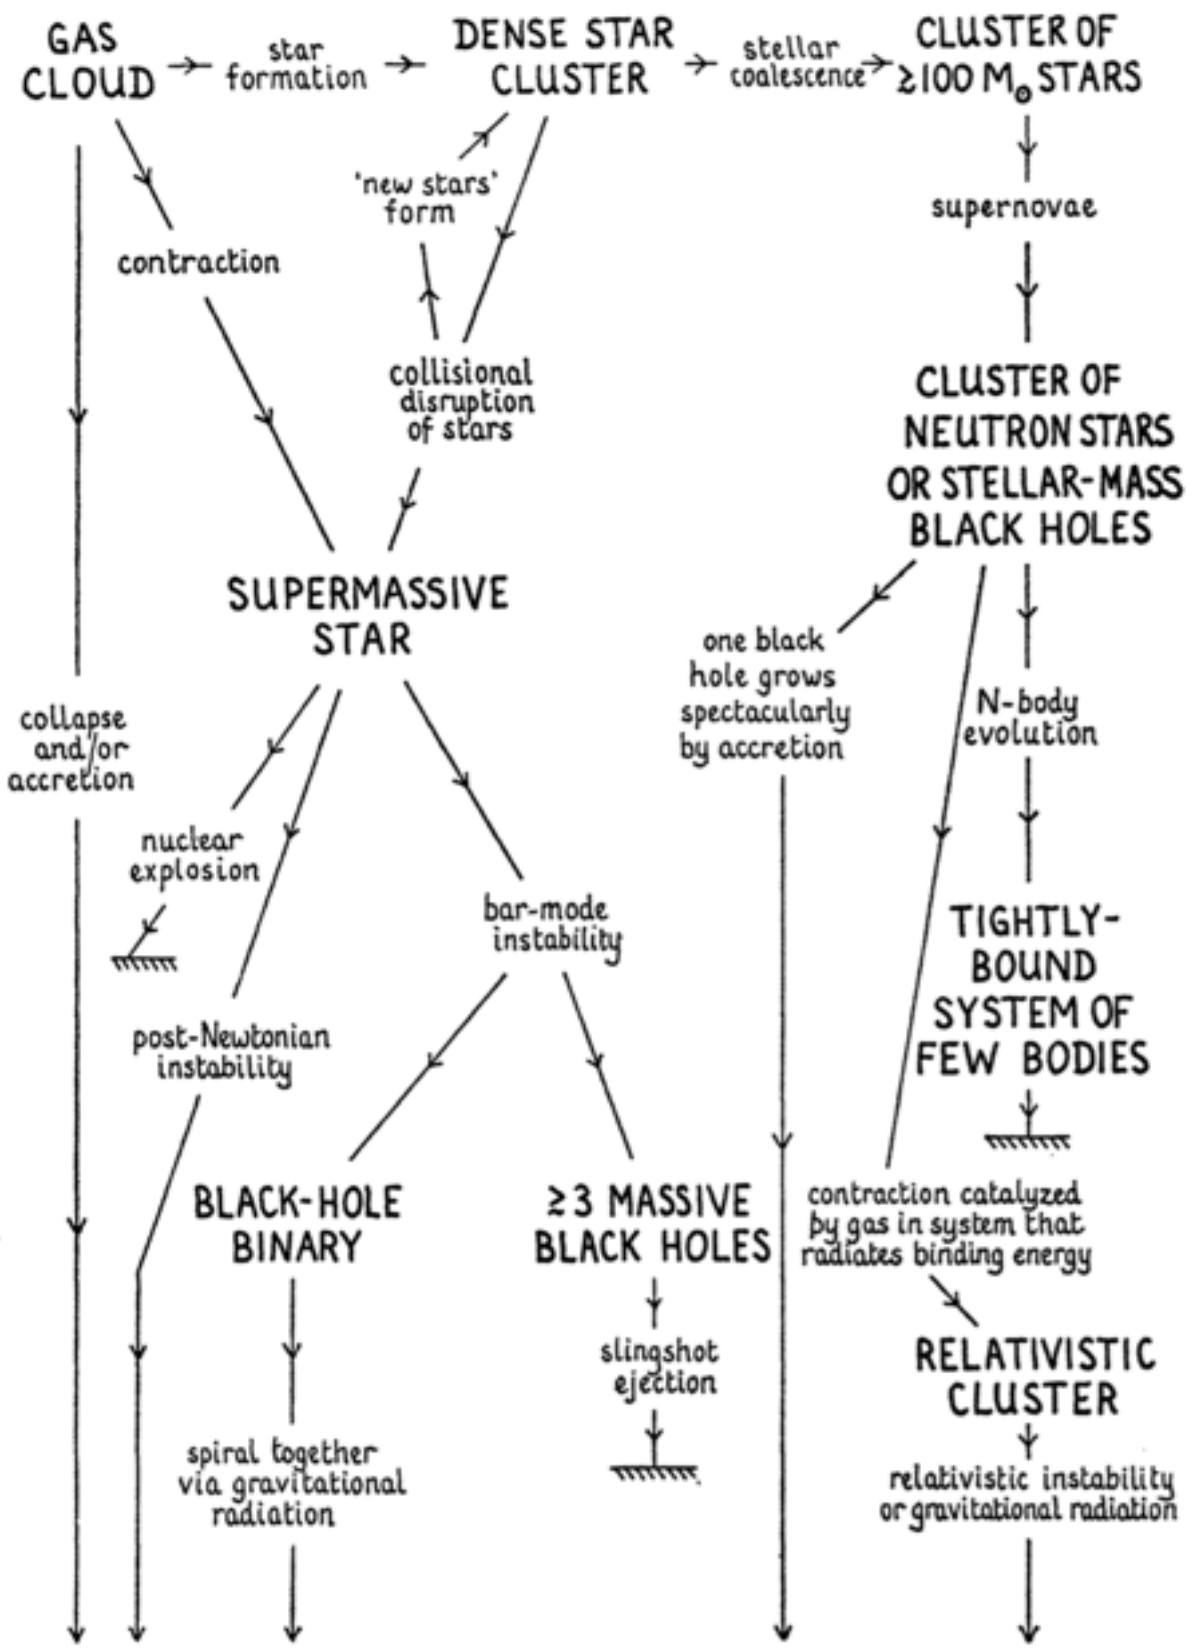 GAS
CLOUD
star
formation
DENSE STAR
CLUSTER
stellar
coalescence
CLUSTER OF
≥100 M⊙ STARS
'new stars'
form
supernovae
contraction
collisional
disruption
of stars
CLUSTER OF
NEUTRON STARS
OR STELLAR-MASS
BLACK HOLES
SUPERMASSIVE
STAR
one black
hole grows
spectacularly
by accretion
N-body
evolution
collapse
and/or
accretion
nuclear
explosion
bar-mode
instability
TIGHTLY-
BOUND
SYSTEM OF
FEW BODIES
post-Newtonian
instability
BLACK-HOLE
BINARY
≥3 MASSIVE
BLACK HOLES
contraction catalyzed
by gas in system that
radiates binding energy
slingshot
ejection
RELATIVISTIC
CLUSTER
spiral together
via gravitational
radiation
relativistic instability
or gravitational radiation